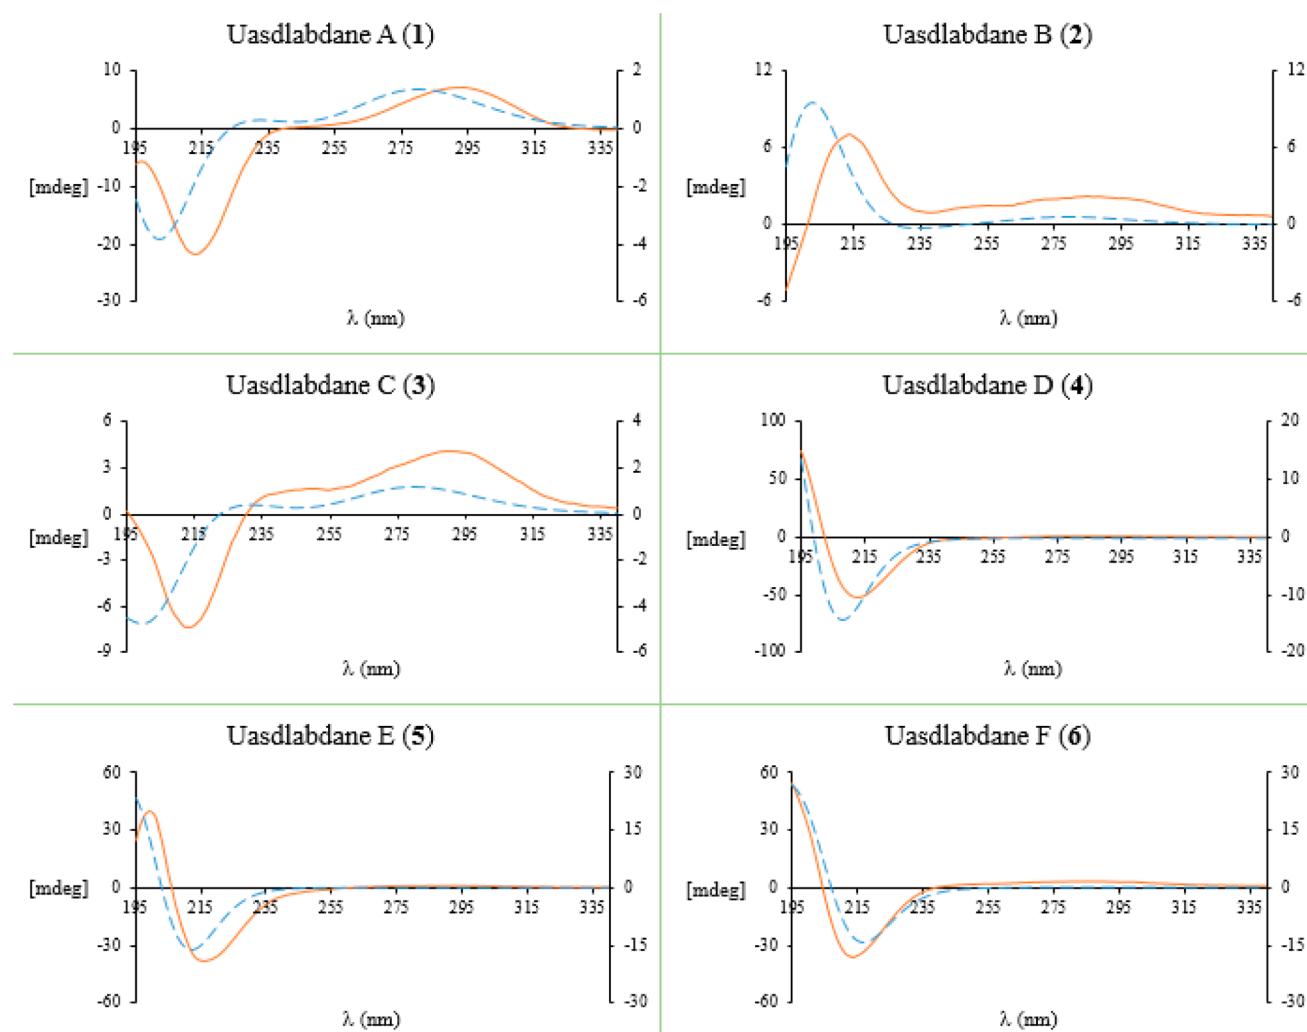 Uasdlabdane A (1)
10 2
0 0
195 215 235 255 275 295 315 335
[mdeg]
-10 -2
-20 -4
-30 -6
λ (nm)
Uasdlabdane B (2)
12 12
6 6
[mdeg]
0 0
195 215 235 255 275 295 315 335
-6 -6
λ (nm)
Uasdlabdane C (3)
6 4
3 2
0 0
195 215 235 255 275 295 315 335
[mdeg]
-3 -2
-6 -4
-9 -6
λ (nm)
Uasdlabdane D (4)
100 20
50 10
[mdeg]
0 0
195 215 235 255 275 295 315 335
-50 -10
-100 -20
λ (nm)
Uasdlabdane E (5)
60 30
30 15
[mdeg]
0 0
195 215 235 255 275 295 315 335
-30 -15
-60 -30
λ (nm)
Uasdlabdane F (6)
60 30
30 15
[mdeg]
0 0
195 215 235 255 275 295 315 335
-30 -15
-60 -30
λ (nm)